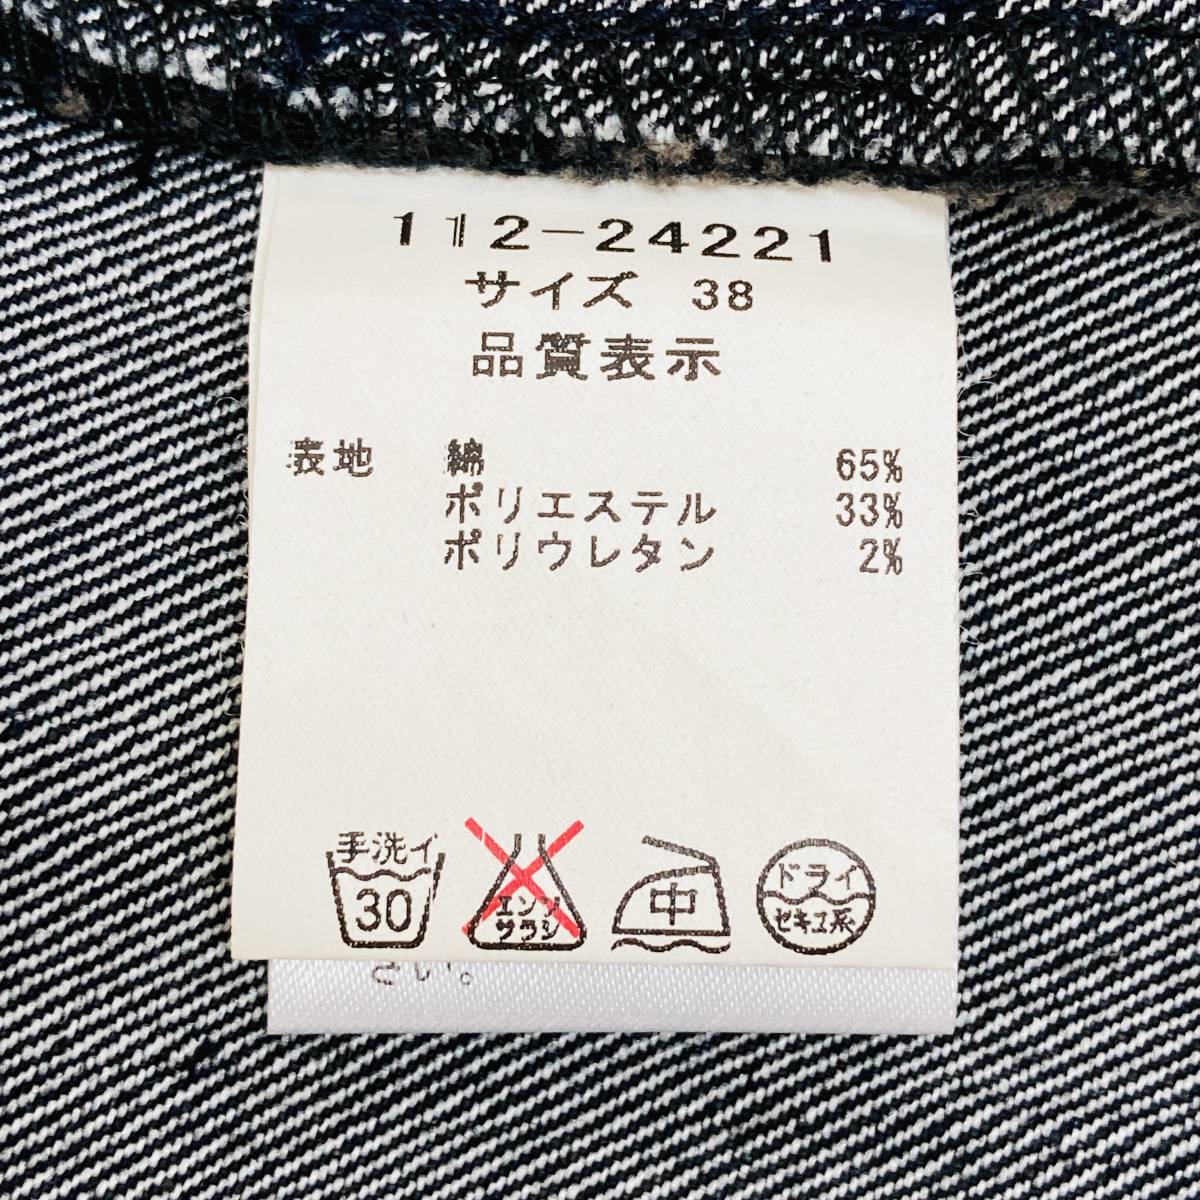 112-24221
サイズ 38
品質表示
表地 綿 65%
ポリエステル 33%
ポリウレタン 2%
手洗イ
30
エンソ
サラシ
中
ドライ
セキユ系
さい。